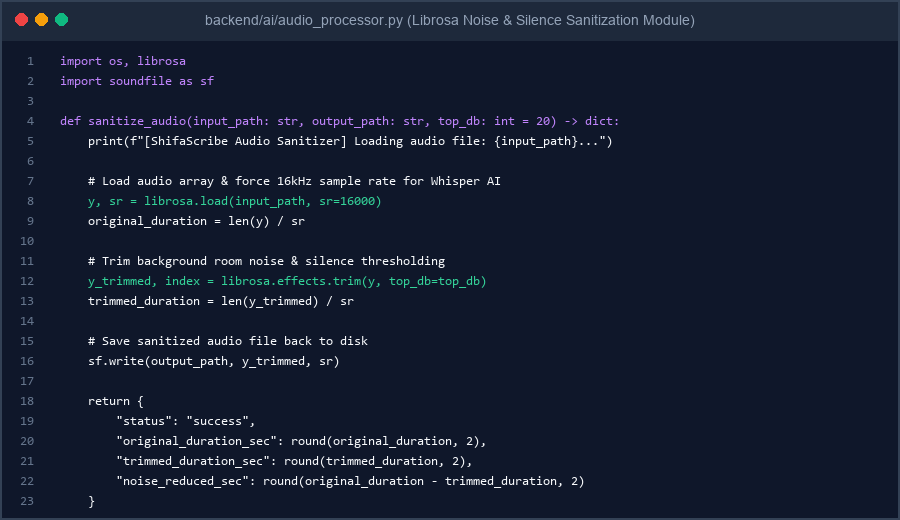 backend/ai/audio_processor.py (Librosa Noise & Silence Sanitization Module)
1 import os, librosa
2 import soundfile as sf
3
4 def sanitize_audio(input_path: str, output_path: str, top_db: int = 20) -> dict:
5     print(f"[ShifaScribe Audio Sanitizer] Loading audio file: {input_path}...")
6
7     # Load audio array & force 16kHz sample rate for Whisper AI
8     y, sr = librosa.load(input_path, sr=16000)
9     original_duration = len(y) / sr
10
11     # Trim background room noise & silence thresholding
12     y_trimmed, index = librosa.effects.trim(y, top_db=top_db)
13     trimmed_duration = len(y_trimmed) / sr
14
15     # Save sanitized audio file back to disk
16     sf.write(output_path, y_trimmed, sr)
17
18     return {
19         "status": "success",
20         "original_duration_sec": round(original_duration, 2),
21         "trimmed_duration_sec": round(trimmed_duration, 2),
22         "noise_reduced_sec": round(original_duration - trimmed_duration, 2)
23     }